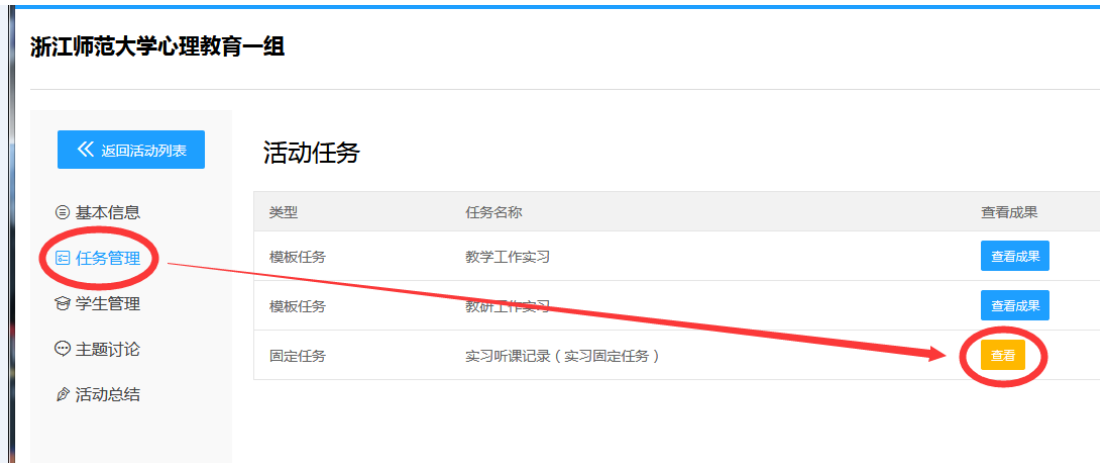 浙江师范大学心理教育一组
返回活动列表
活动任务
基本信息
任务管理
学生管理
主题讨论
活动总结
类型 任务名称 查看成果
模板任务 教学工作实习 查看成果
模板任务 教研工作实习 查看成果
固定任务 实习听课记录（实习固定任务） 查看